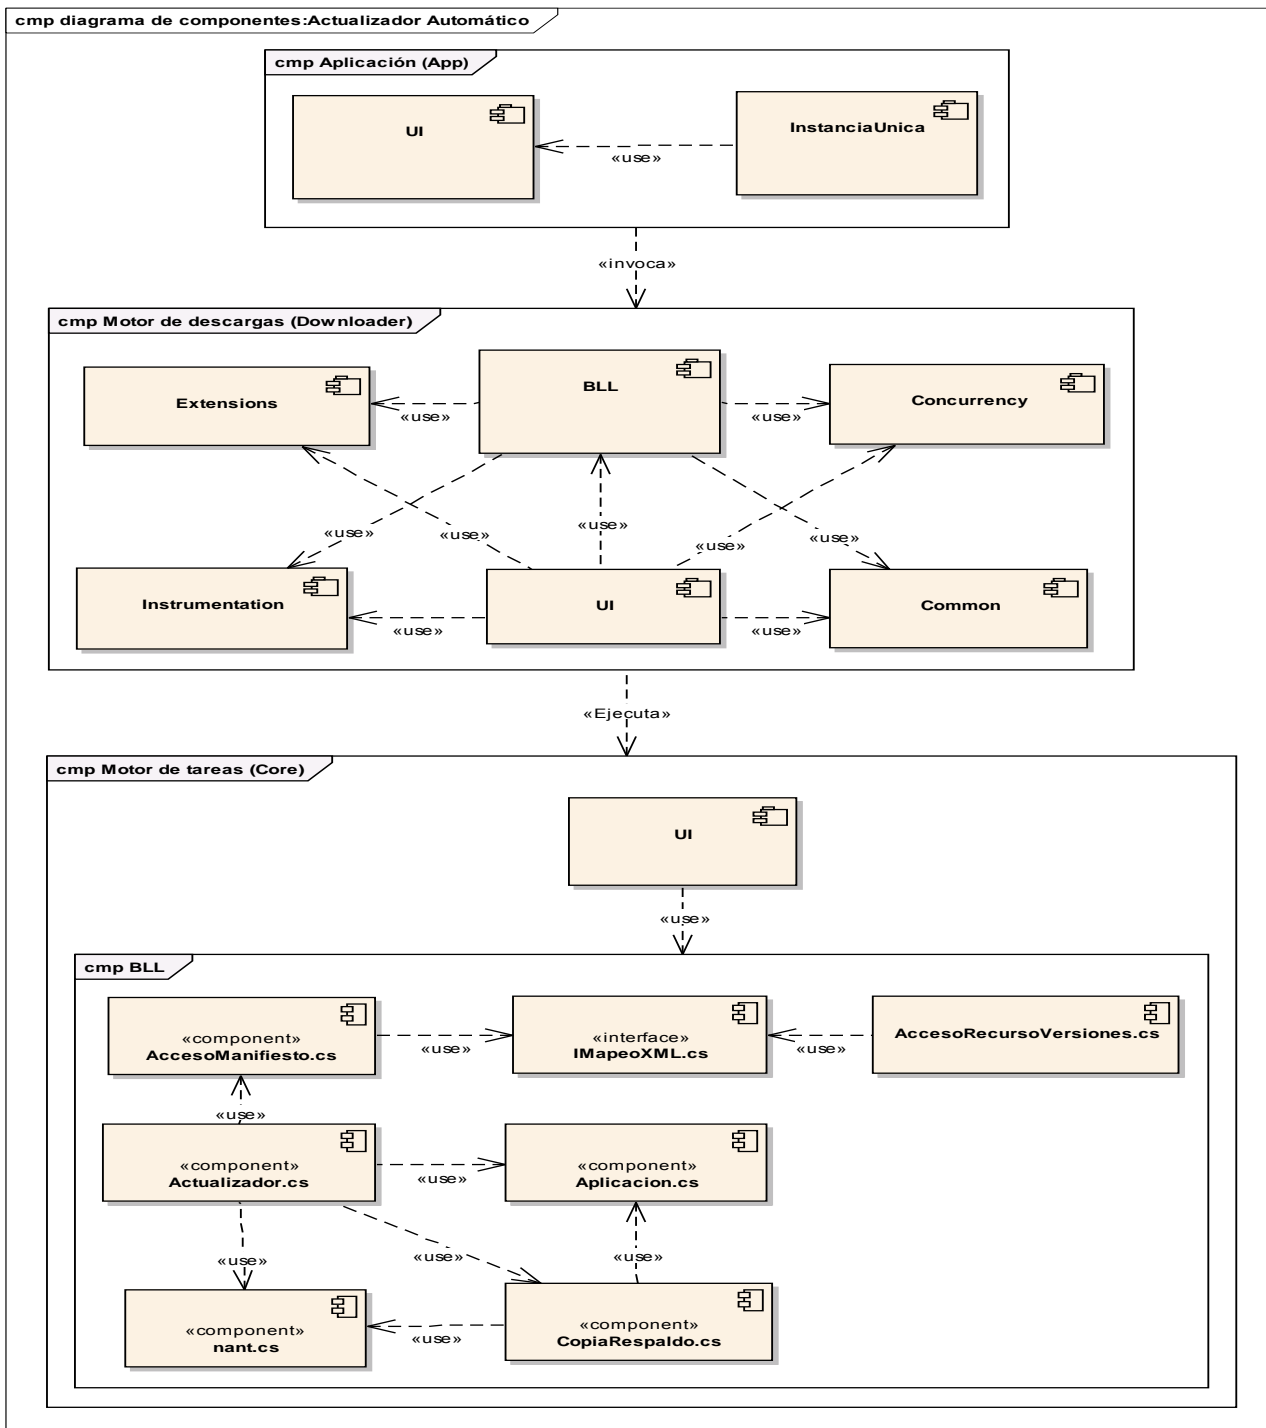 cmp diagrama de componentes:Actualizador Automático
cmp Aplicación (App)
UI
InstanciaUnica
«use»
«invoca»
cmp Motor de descargas (Downloader)
Extensions
BLL
Concurrency
«use»
«use»
«use»
«use»
«use»
«use»
«use»
Instrumentation
UI
Common
«use»
«use»
«Ejecuta»
cmp Motor de tareas (Core)
UI
«use»
cmp BLL
«component»
AccesoManifiesto.cs
«use»
«interface»
IMapeoXML.cs
«use»
AccesoRecursoVersiones.cs
«use»
«component»
Actualizador.cs
«use»
«component»
Aplicacion.cs
«use»
«use»
«use»
«component»
nant.cs
«use»
«component»
CopiaRespaldo.cs